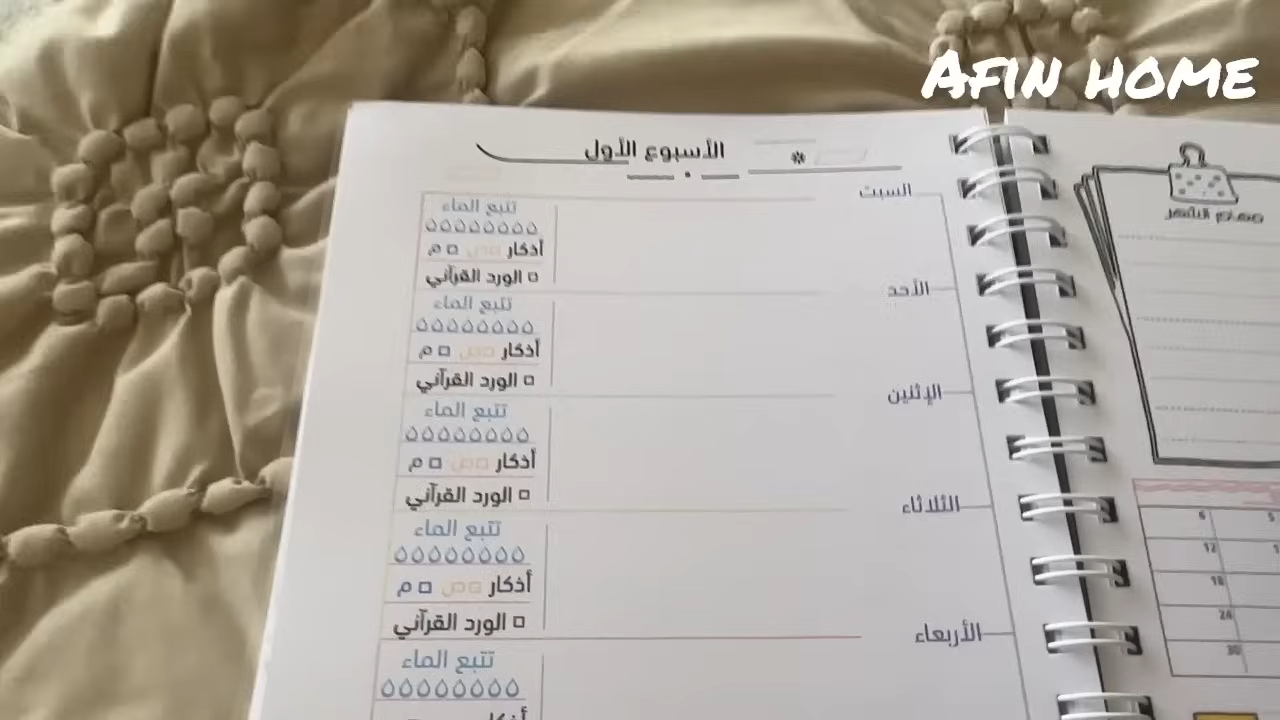 AFIN HOME
الأسبوع الأول
السبت
تتبع الماء
أذكار ص م
الورد القرآني
الأحد
تتبع الماء
أذكار ص م
الورد القرآني
الإثنين
تتبع الماء
أذكار ص م
الورد القرآني
الثلاثاء
تتبع الماء
أذكار ص م
الورد القرآني
الأربعاء
تتبع الماء
أذكار
مهام الشهر
6 5
12
18
24
30